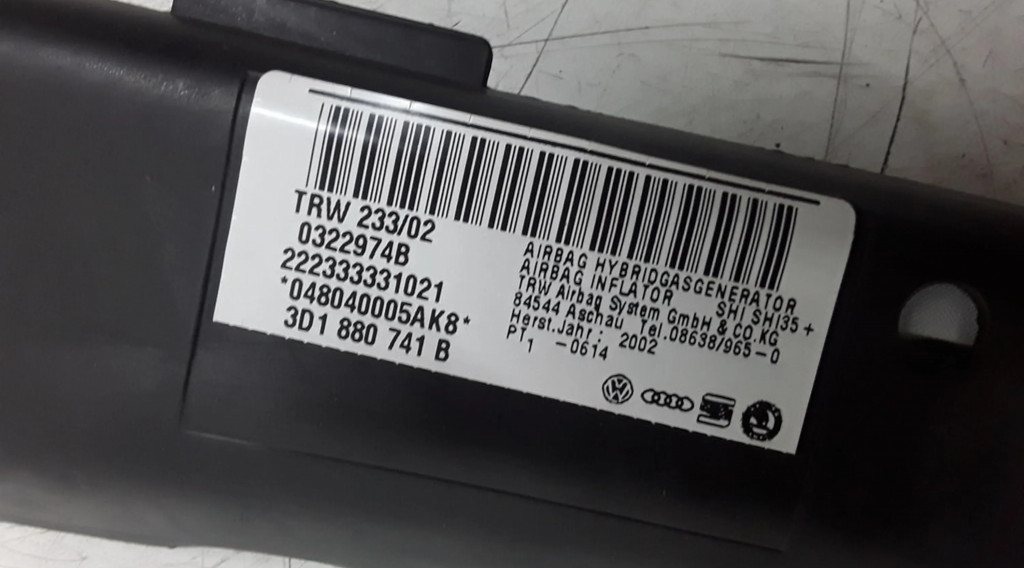 TRW 233/02
0322974B
222333331021
*048040005AK8*
3D1 880 741 B
AIRBAG HYBRIDGASGENERATOR
AIRBAG INFLATOR SHI SHI35 +
TRW Airbag System GmbH & CO.KG
84544 Aschau, Tel.08638/965-0
Herst.Jahr: 2002
PT1 -0614
1